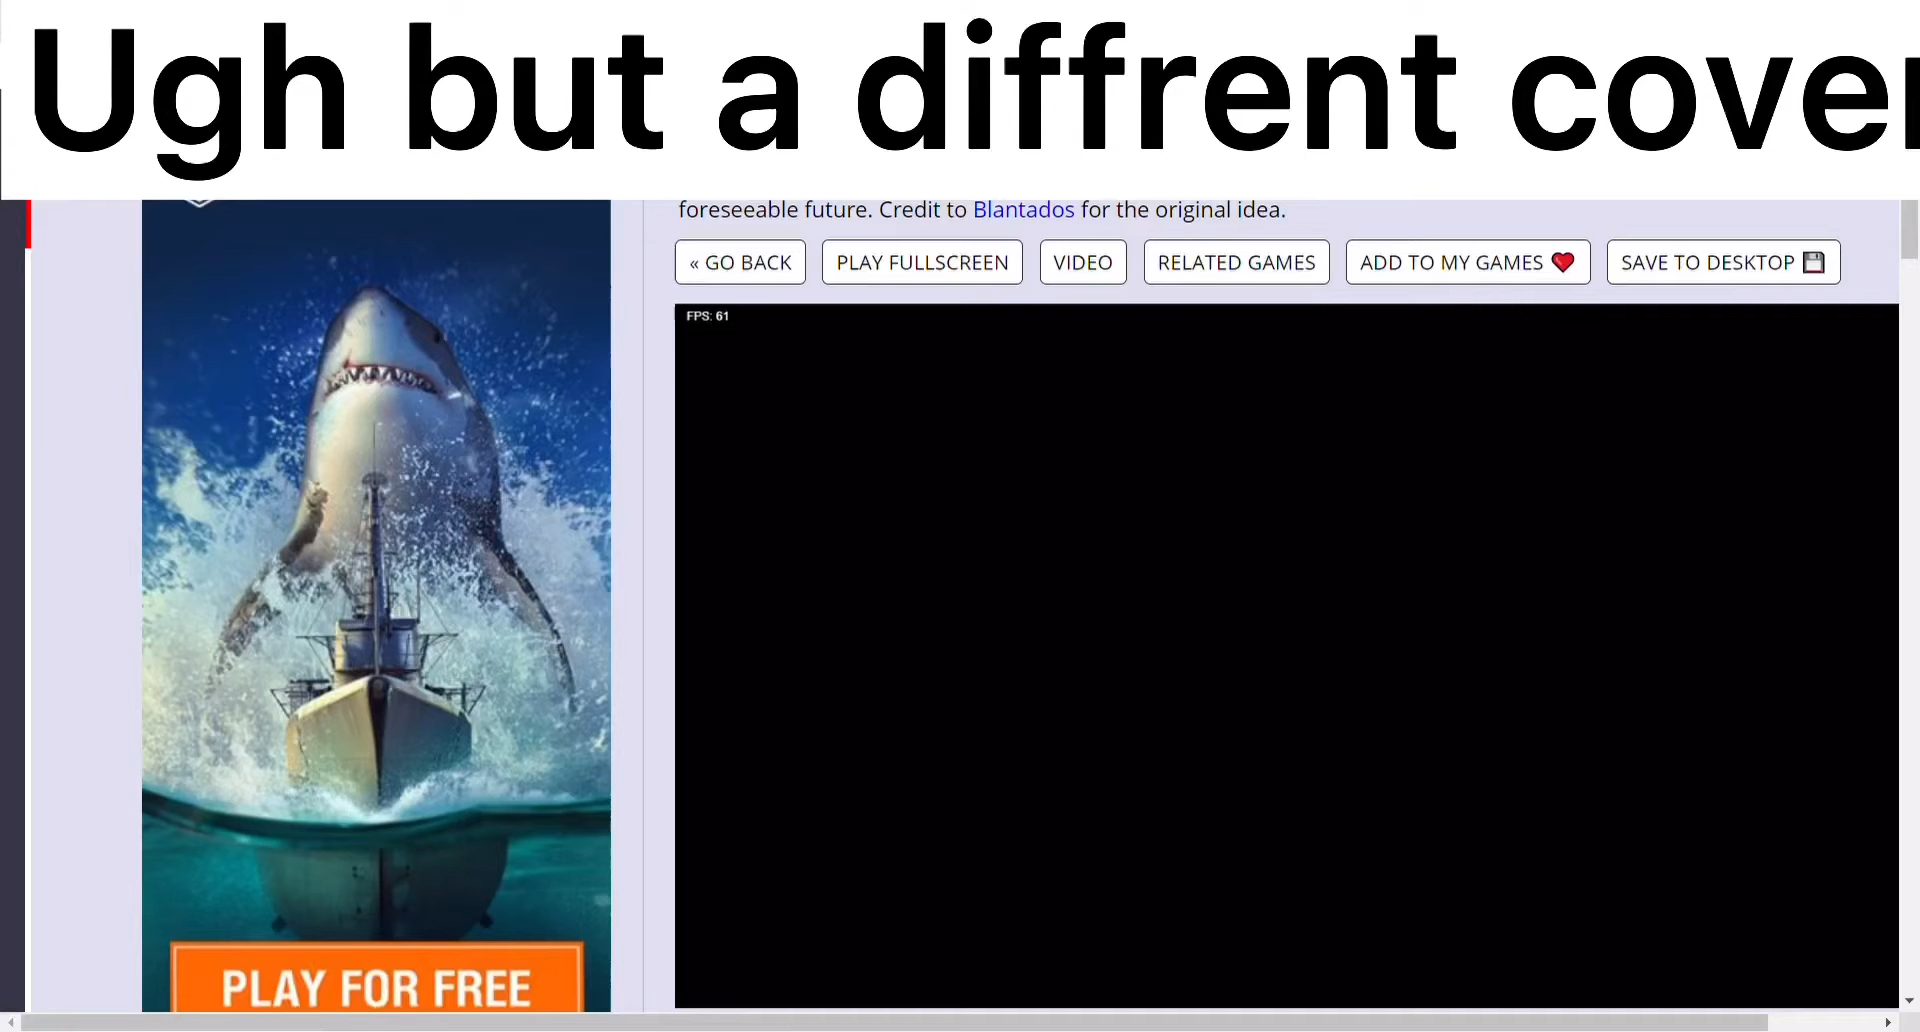 Ugh but a diffrent cover
foreseeable future. Credit to Blantados for the original idea.
« GO BACK
PLAY FULLSCREEN
VIDEO
RELATED GAMES
ADD TO MY GAMES
SAVE TO DESKTOP
FPS: 61
PLAY FOR FREE